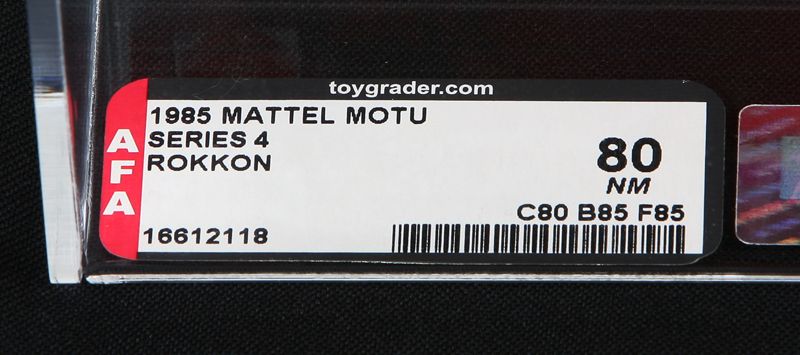 toygrader.com
AFA
1985 MATTEL MOTU
SERIES 4
ROKKON
80
NM
C80 B85 F85
16612118